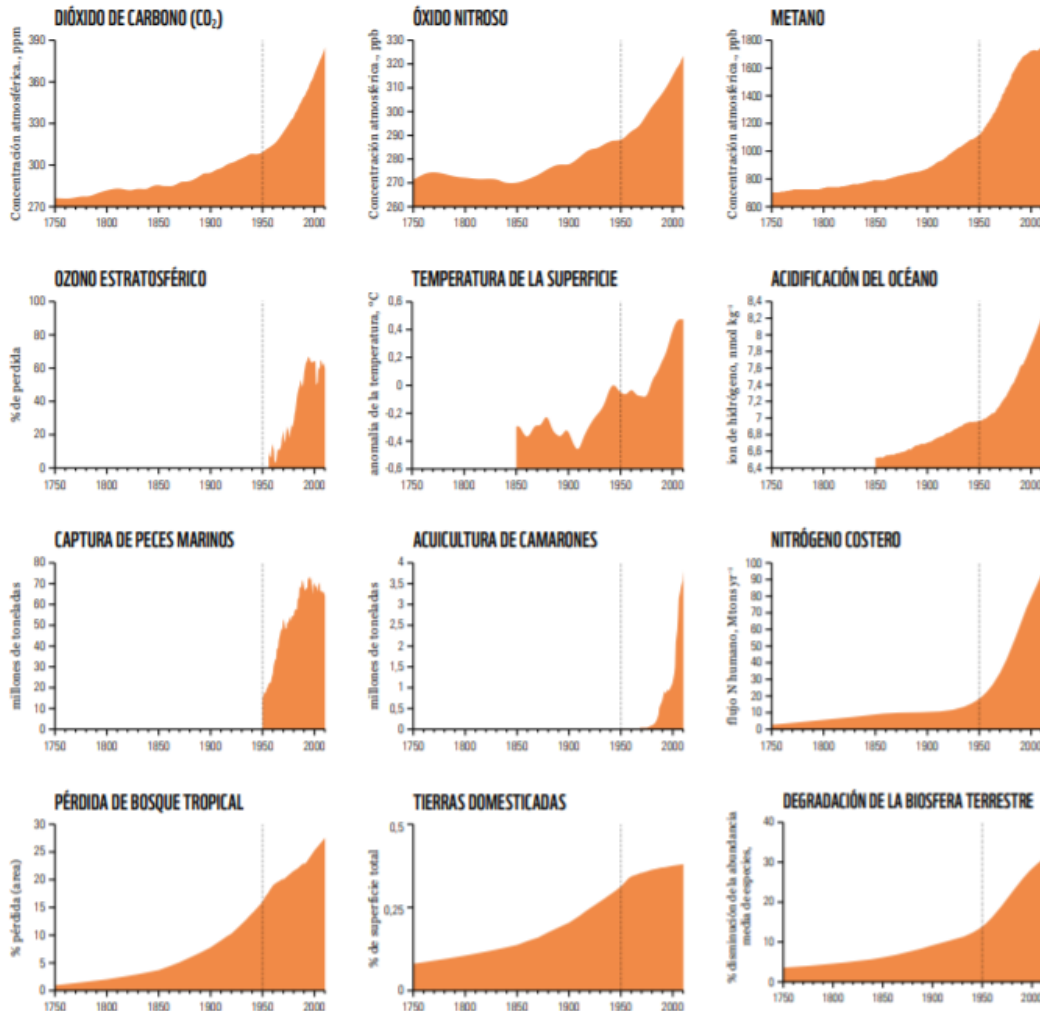 DIÓXIDO DE CARBONO (CO₂)
Concentración atmosférica., ppm
390
360
330
300
270
1750 1800 1850 1900 1950 2000
ÓXIDO NITROSO
Concentración atmosférica., ppb
330
320
310
300
290
280
270
260
1750 1800 1850 1900 1950 2000
METANO
Concentración atmosférica., ppb
1800
1600
1400
1200
1000
800
600
1750 1800 1850 1900 1950 2000
OZONO ESTRATOSFÉRICO
% de perdida
100
80
60
40
20
0
1750 1800 1850 1900 1950 2000
TEMPERATURA DE LA SUPERFICIE
anomalía de la temperatura, °C
0,6
0,4
0,2
0
-0,2
-0,4
-0,6
1750 1800 1850 1900 1950 2000
ACIDIFICACIÓN DEL OCÉANO
ion de hidrógeno, nmol kg⁻¹
8,4
8,2
8
7,8
7,6
7,4
7,2
7
6,8
6,6
6,4
1750 1800 1850 1900 1950 2000
CAPTURA DE PECES MARINOS
millones de toneladas
80
70
60
50
40
30
20
10
0
1750 1800 1850 1900 1950 2000
ACUICULTURA DE CAMARONES
millones de toneladas
4
3,5
3
2,5
2
1,5
1
0,5
0
1750 1800 1850 1900 1950 2000
NITRÓGENO COSTERO
flujo N humano, Mtons yr⁻¹
100
90
80
70
60
50
40
30
20
10
0
1750 1800 1850 1900 1950 2000
PÉRDIDA DE BOSQUE TROPICAL
% pérdida (area)
30
25
20
15
10
5
0
1750 1800 1850 1900 1950 2000
TIERRAS DOMESTICADAS
% de superficie total
0,5
0,25
0
1750 1800 1850 1900 1950 2000
DEGRADACIÓN DE LA BIOSFERA TERRESTRE
% disminución de la abundancia
media de especies,
40
30
20
10
0
1750 1800 1850 1900 1950 2000